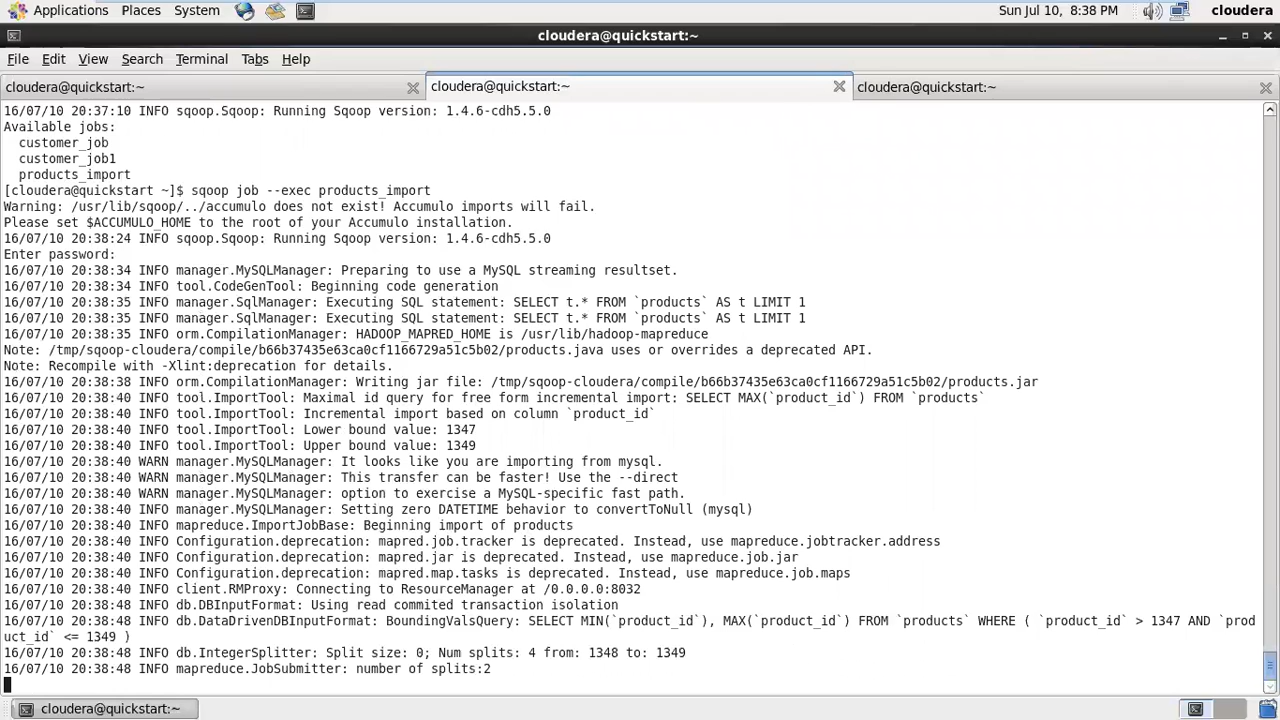 Applications Places System Sun Jul 10, 8:38 PM cloudera
cloudera@quickstart:~
File Edit View Search Terminal Tabs Help
cloudera@quickstart:~ cloudera@quickstart:~ cloudera@quickstart:~
16/07/10 20:37:10 INFO sqoop.Sqoop: Running Sqoop version: 1.4.6-cdh5.5.0
Available jobs:
  customer_job
  customer_job1
  products_import
[cloudera@quickstart ~]$ sqoop job --exec products_import
Warning: /usr/lib/sqoop/../accumulo does not exist! Accumulo imports will fail.
Please set $ACCUMULO_HOME to the root of your Accumulo installation.
16/07/10 20:38:24 INFO sqoop.Sqoop: Running Sqoop version: 1.4.6-cdh5.5.0
Enter password:
16/07/10 20:38:34 INFO manager.MySQLManager: Preparing to use a MySQL streaming resultset.
16/07/10 20:38:34 INFO tool.CodeGenTool: Beginning code generation
16/07/10 20:38:35 INFO manager.SqlManager: Executing SQL statement: SELECT t.* FROM `products` AS t LIMIT 1
16/07/10 20:38:35 INFO manager.SqlManager: Executing SQL statement: SELECT t.* FROM `products` AS t LIMIT 1
16/07/10 20:38:35 INFO orm.CompilationManager: HADOOP_MAPRED_HOME is /usr/lib/hadoop-mapreduce
Note: /tmp/sqoop-cloudera/compile/b66b37435e63ca0cf1166729a51c5b02/products.java uses or overrides a deprecated API.
Note: Recompile with -Xlint:deprecation for details.
16/07/10 20:38:38 INFO orm.CompilationManager: Writing jar file: /tmp/sqoop-cloudera/compile/b66b37435e63ca0cf1166729a51c5b02/products.jar
16/07/10 20:38:40 INFO tool.ImportTool: Maximal id query for free form incremental import: SELECT MAX(`product_id`) FROM `products`
16/07/10 20:38:40 INFO tool.ImportTool: Incremental import based on column `product_id`
16/07/10 20:38:40 INFO tool.ImportTool: Lower bound value: 1347
16/07/10 20:38:40 INFO tool.ImportTool: Upper bound value: 1349
16/07/10 20:38:40 WARN manager.MySQLManager: It looks like you are importing from mysql.
16/07/10 20:38:40 WARN manager.MySQLManager: This transfer can be faster! Use the --direct
16/07/10 20:38:40 WARN manager.MySQLManager: option to exercise a MySQL-specific fast path.
16/07/10 20:38:40 INFO manager.MySQLManager: Setting zero DATETIME behavior to convertToNull (mysql)
16/07/10 20:38:40 INFO mapreduce.ImportJobBase: Beginning import of products
16/07/10 20:38:40 INFO Configuration.deprecation: mapred.job.tracker is deprecated. Instead, use mapreduce.jobtracker.address
16/07/10 20:38:40 INFO Configuration.deprecation: mapred.jar is deprecated. Instead, use mapreduce.job.jar
16/07/10 20:38:40 INFO Configuration.deprecation: mapred.map.tasks is deprecated. Instead, use mapreduce.job.maps
16/07/10 20:38:40 INFO client.RMProxy: Connecting to ResourceManager at /0.0.0.0:8032
16/07/10 20:38:48 INFO db.DBInputFormat: Using read commited transaction isolation
16/07/10 20:38:48 INFO db.DataDrivenDBInputFormat: BoundingValsQuery: SELECT MIN(`product_id`), MAX(`product_id`) FROM `products` WHERE ( `product_id` > 1347 AND `prod
uct_id` <= 1349 )
16/07/10 20:38:48 INFO db.IntegerSplitter: Split size: 0; Num splits: 4 from: 1348 to: 1349
16/07/10 20:38:48 INFO mapreduce.JobSubmitter: number of splits:2
cloudera@quickstart:~